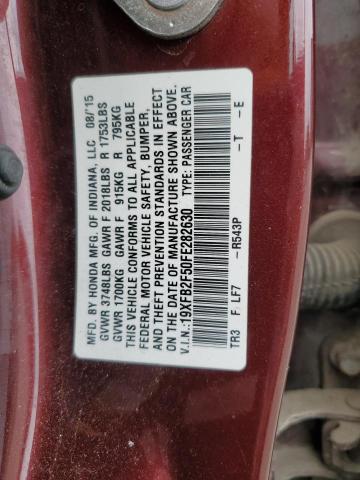 MFD. BY HONDA MFG. OF INDIANA, LLC 08/'15
GVWR 3748LBS GAWR F 2018LBS R 1753LBS
GVWR 1700KG GAWR F 915KG R 795KG
THIS VEHICLE CONFORMS TO ALL APPLICABLE
FEDERAL MOTOR VEHICLE SAFETY, BUMPER,
AND THEFT PREVENTION STANDARDS IN EFFECT
ON THE DATE OF MANUFACTURE SHOWN ABOVE.
V.I.N.:19XFB2F50FE282630 TYPE: PASSENGER CAR
TR3 F. LF7 -R543P -T -E